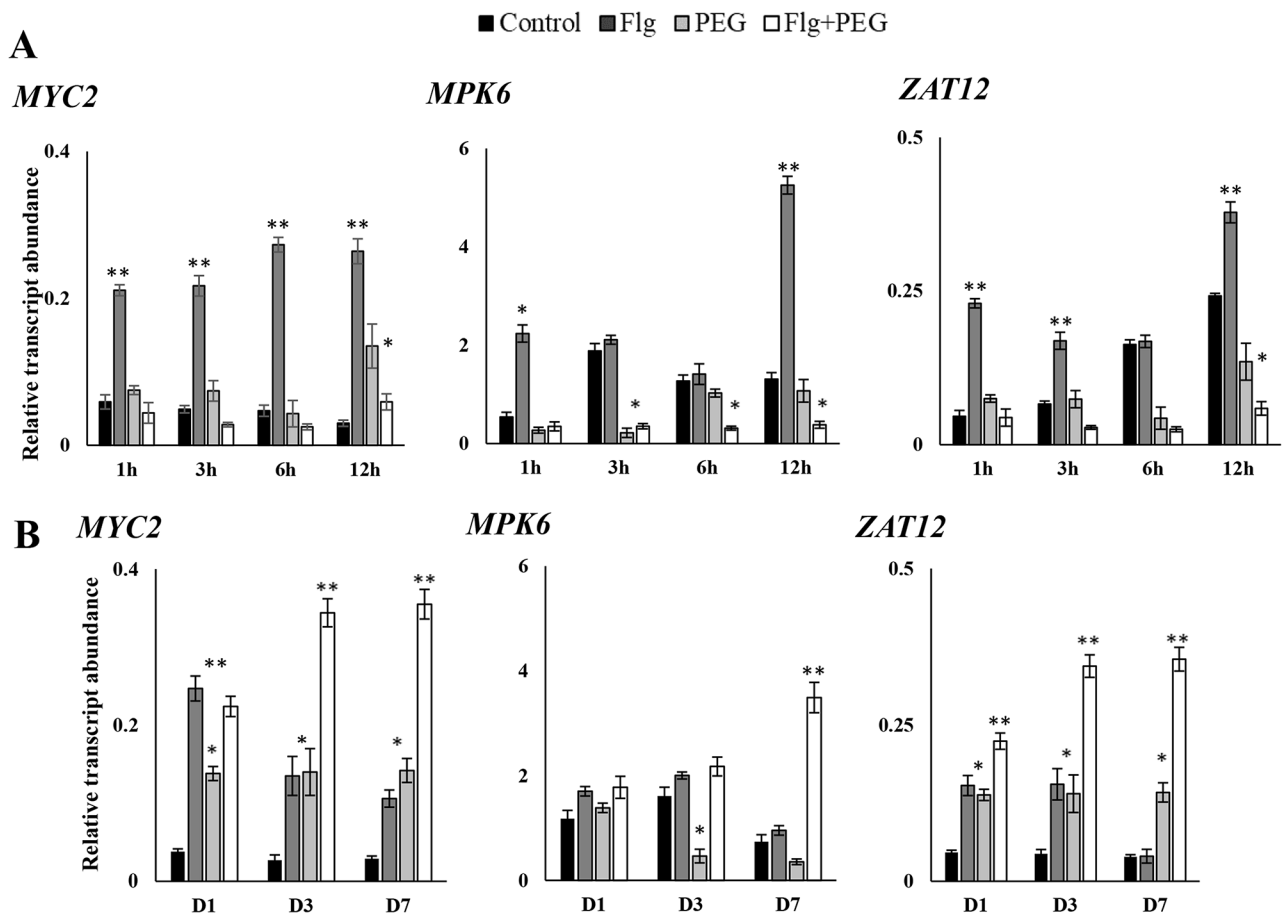 Control Flg PEG Flg+PEG
A
MYC2 MPK6 ZAT12
Relative transcript abundance
0.4
0.2
0
** ** ** ** *
1h 3h 6h 12h
6
4
2
0
* * * ** *
1h 3h 6h 12h
0.5
0.25
0
** ** ** *
1h 3h 6h 12h
B
MYC2 MPK6 ZAT12
Relative transcript abundance
0.4
0.2
0
** * * ** * **
D1 D3 D7
6
4
2
0
* **
D1 D3 D7
0.5
0.25
0
* ** * ** * **
D1 D3 D7